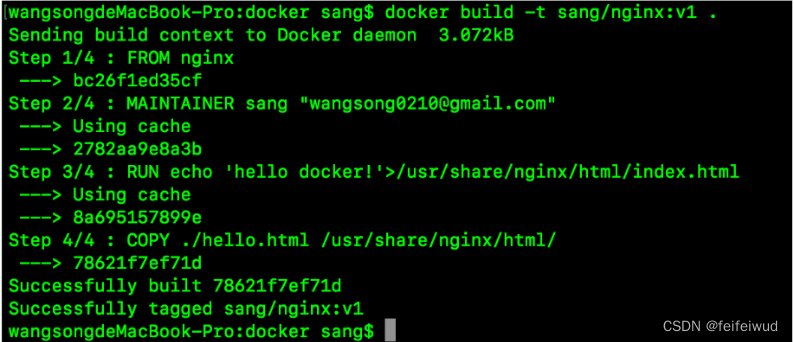 [wangsongdeMacBook-Pro:docker sang$ docker build -t sang/nginx:v1 .
Sending build context to Docker daemon  3.072kB
Step 1/4 : FROM nginx
 ---> bc26f1ed35cf
Step 2/4 : MAINTAINER sang "wangsong0210@gmail.com"
 ---> Using cache
 ---> 2782aa9e8a3b
Step 3/4 : RUN echo 'hello docker!'>/usr/share/nginx/html/index.html
 ---> Using cache
 ---> 8a695157899e
Step 4/4 : COPY ./hello.html /usr/share/nginx/html/
 ---> 78621f7ef71d
Successfully built 78621f7ef71d
Successfully tagged sang/nginx:v1
wangsongdeMacBook-Pro:docker sang$
CSDN @feifeiwud